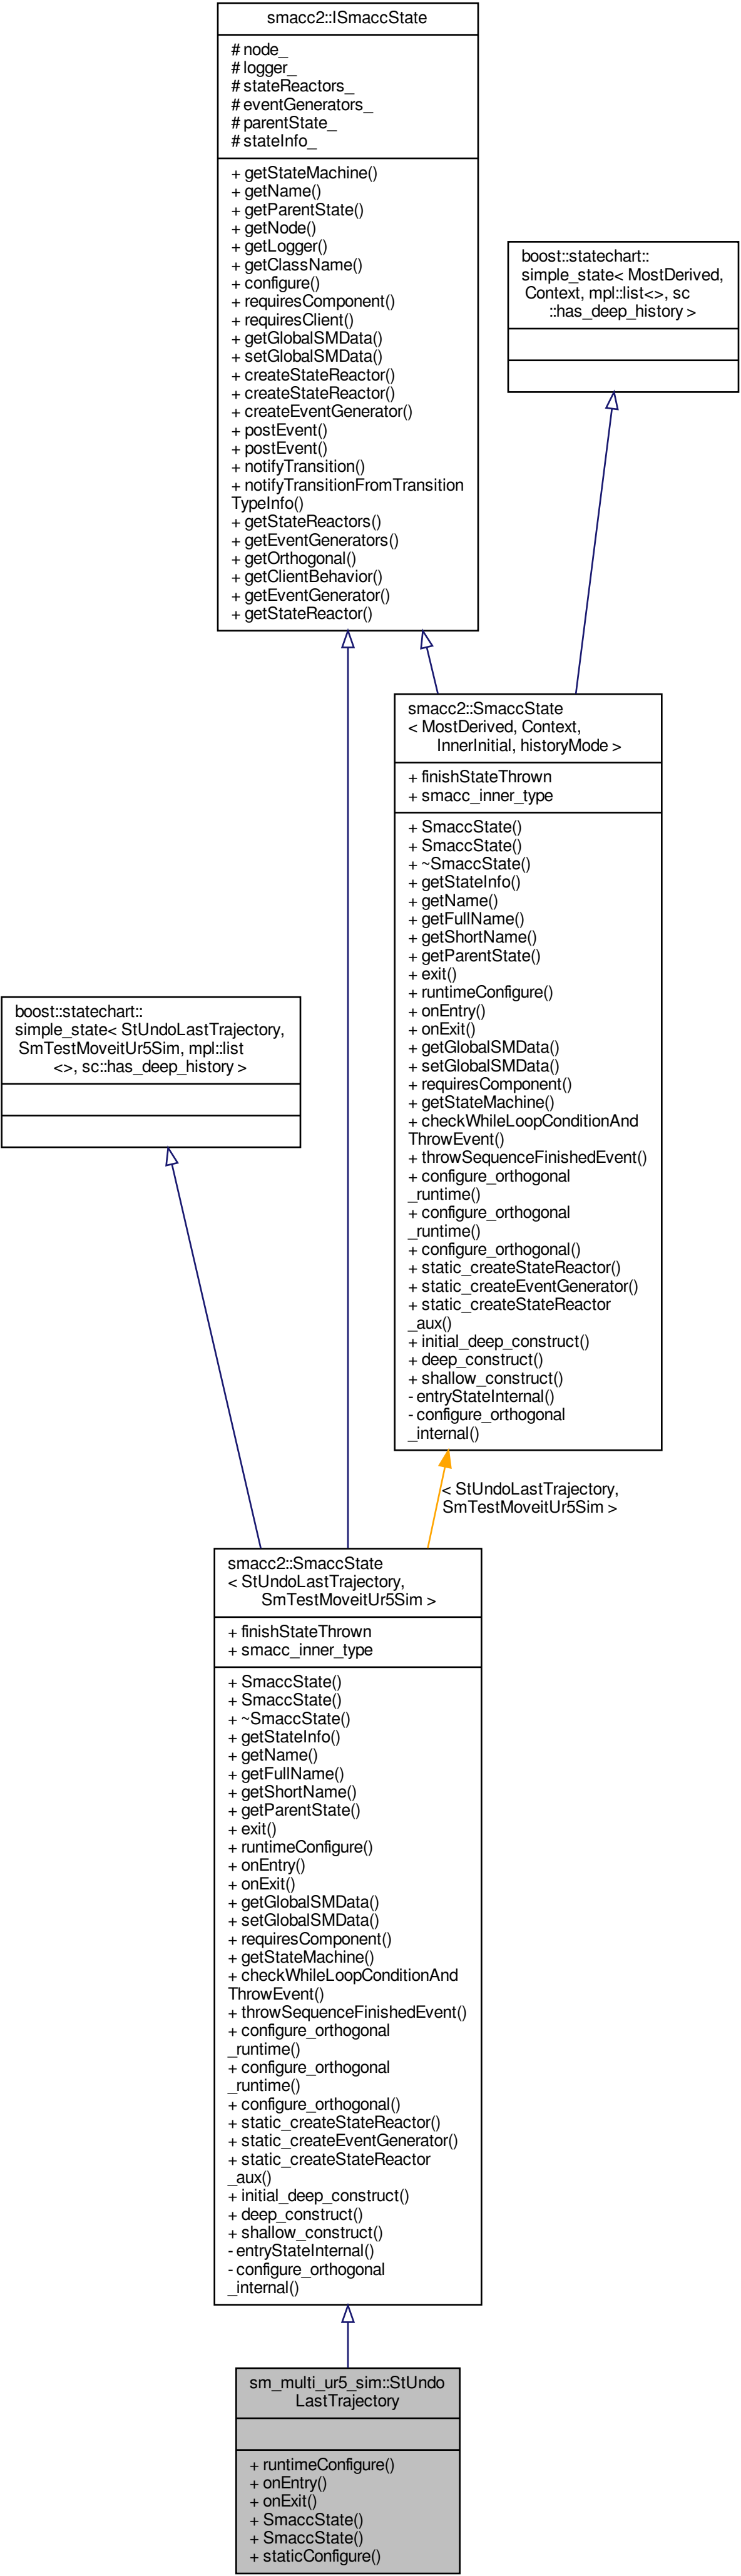 smacc2::ISmaccState
# node_
# logger_
# stateReactors_
# eventGenerators_
# parentState_
# stateInfo_
+ getStateMachine()
+ getName()
+ getParentState()
+ getNode()
+ getLogger()
+ getClassName()
+ configure()
+ requiresComponent()
+ requiresClient()
+ getGlobalSMData()
+ setGlobalSMData()
+ createStateReactor()
+ createStateReactor()
+ createEventGenerator()
+ postEvent()
+ postEvent()
+ notifyTransition()
+ notifyTransitionFromTransition
TypeInfo()
+ getStateReactors()
+ getEventGenerators()
+ getOrthogonal()
+ getClientBehavior()
+ getEventGenerator()
+ getStateReactor()
boost::statechart::
simple_state< MostDerived,
Context, mpl::list<>, sc
::has_deep_history >
smacc2::SmaccState
< MostDerived, Context,
InnerInitial, historyMode >
+ finishStateThrown
+ smacc_inner_type
+ SmaccState()
+ SmaccState()
+ ~SmaccState()
+ getStateInfo()
+ getName()
+ getFullName()
+ getShortName()
+ getParentState()
+ exit()
+ runtimeConfigure()
+ onEntry()
+ onExit()
+ getGlobalSMData()
+ setGlobalSMData()
+ requiresComponent()
+ getStateMachine()
+ checkWhileLoopConditionAnd
ThrowEvent()
+ throwSequenceFinishedEvent()
+ configure_orthogonal
_runtime()
+ configure_orthogonal
_runtime()
+ configure_orthogonal()
+ static_createStateReactor()
+ static_createEventGenerator()
+ static_createStateReactor
_aux()
+ initial_deep_construct()
+ deep_construct()
+ shallow_construct()
- entryStateInternal()
- configure_orthogonal
_internal()
boost::statechart::
simple_state< StUndoLastTrajectory,
SmTestMoveitUr5Sim, mpl::list
<>, sc::has_deep_history >
< StUndoLastTrajectory,
SmTestMoveitUr5Sim >
smacc2::SmaccState
< StUndoLastTrajectory,
SmTestMoveitUr5Sim >
+ finishStateThrown
+ smacc_inner_type
+ SmaccState()
+ SmaccState()
+ ~SmaccState()
+ getStateInfo()
+ getName()
+ getFullName()
+ getShortName()
+ getParentState()
+ exit()
+ runtimeConfigure()
+ onEntry()
+ onExit()
+ getGlobalSMData()
+ setGlobalSMData()
+ requiresComponent()
+ getStateMachine()
+ checkWhileLoopConditionAnd
ThrowEvent()
+ throwSequenceFinishedEvent()
+ configure_orthogonal
_runtime()
+ configure_orthogonal
_runtime()
+ configure_orthogonal()
+ static_createStateReactor()
+ static_createEventGenerator()
+ static_createStateReactor
_aux()
+ initial_deep_construct()
+ deep_construct()
+ shallow_construct()
- entryStateInternal()
- configure_orthogonal
_internal()
sm_multi_ur5_sim::StUndo
LastTrajectory
+ runtimeConfigure()
+ onEntry()
+ onExit()
+ SmaccState()
+ SmaccState()
+ staticConfigure()